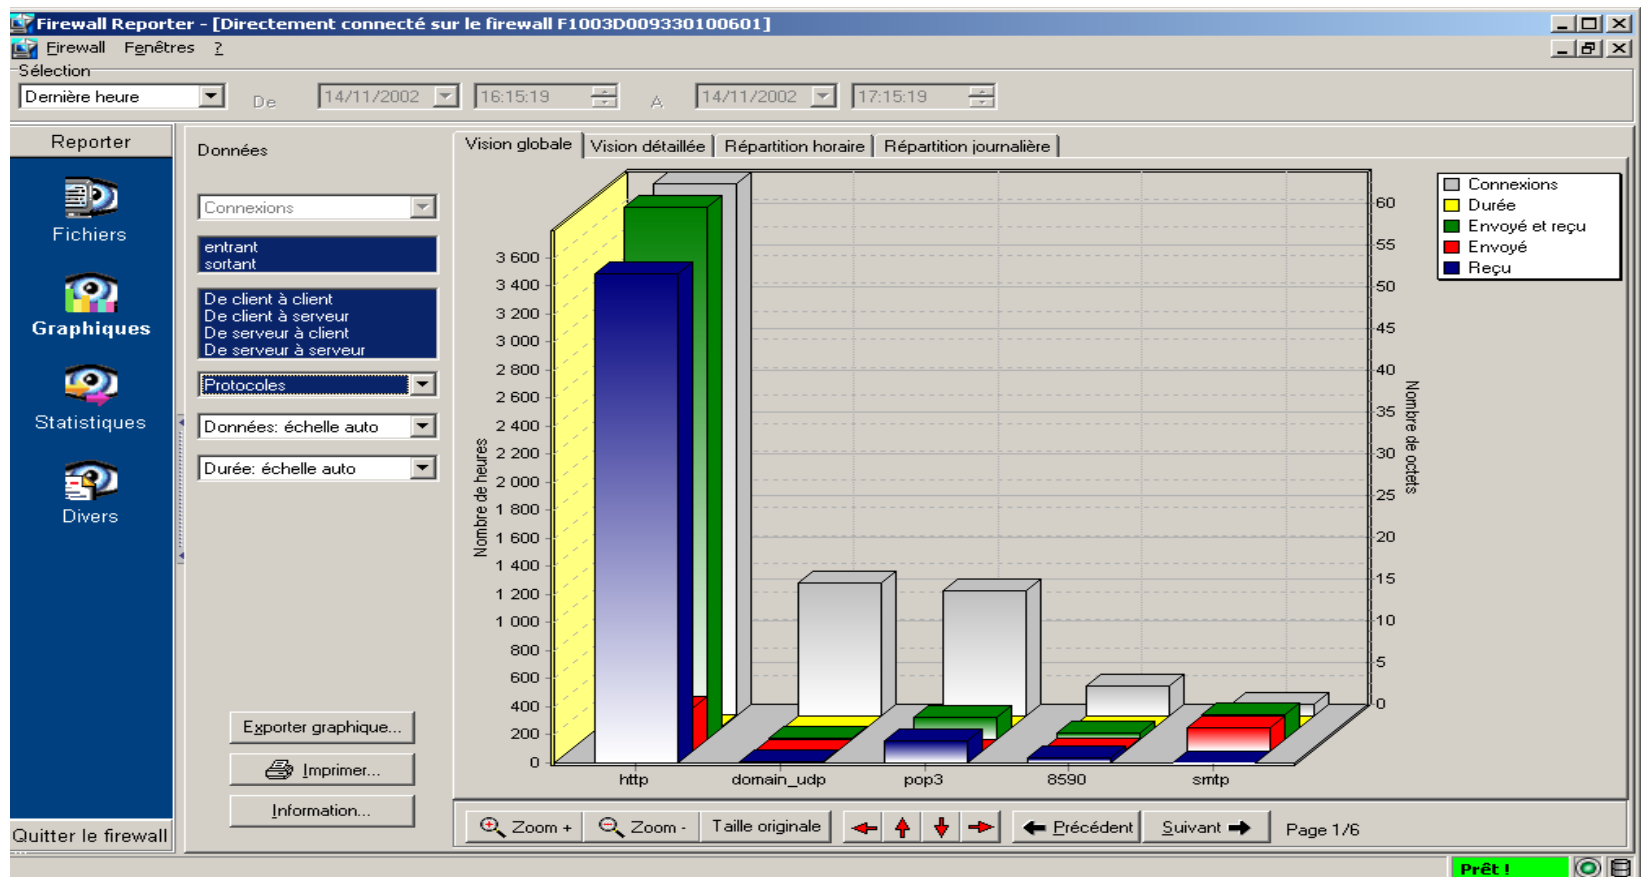 Firewall Reporter - [Directement connecté sur le firewall F1003D009330100601]
Firewall Fenêtres ?
Sélection
Dernière heure De 14/11/2002 16:15:19 A 14/11/2002 17:15:19
Reporter
Fichiers
Graphiques
Statistiques
Divers
Quitter le firewall
Données
Connexions
entrant
sortant
De client à client
De client à serveur
De serveur à client
De serveur à serveur
Protocoles
Données: échelle auto
Durée: échelle auto
Exporter graphique...
Imprimer...
Information...
Vision globale Vision détaillée Répartition horaire Répartition journalière
Nombre de heures
3 600
3 400
3 200
3 000
2 800
2 600
2 400
2 200
2 000
1 800
1 600
1 400
1 200
1 000
800
600
400
200
0
http domain_udp pop3 8590 smtp
60
55
50
45
40
35
30
25
20
15
10
5
0
Nombre de octets
Connexions
Durée
Envoyé et reçu
Envoyé
Reçu
Zoom + Zoom - Taille originale Précédent Suivant Page 1/6
Prêt !